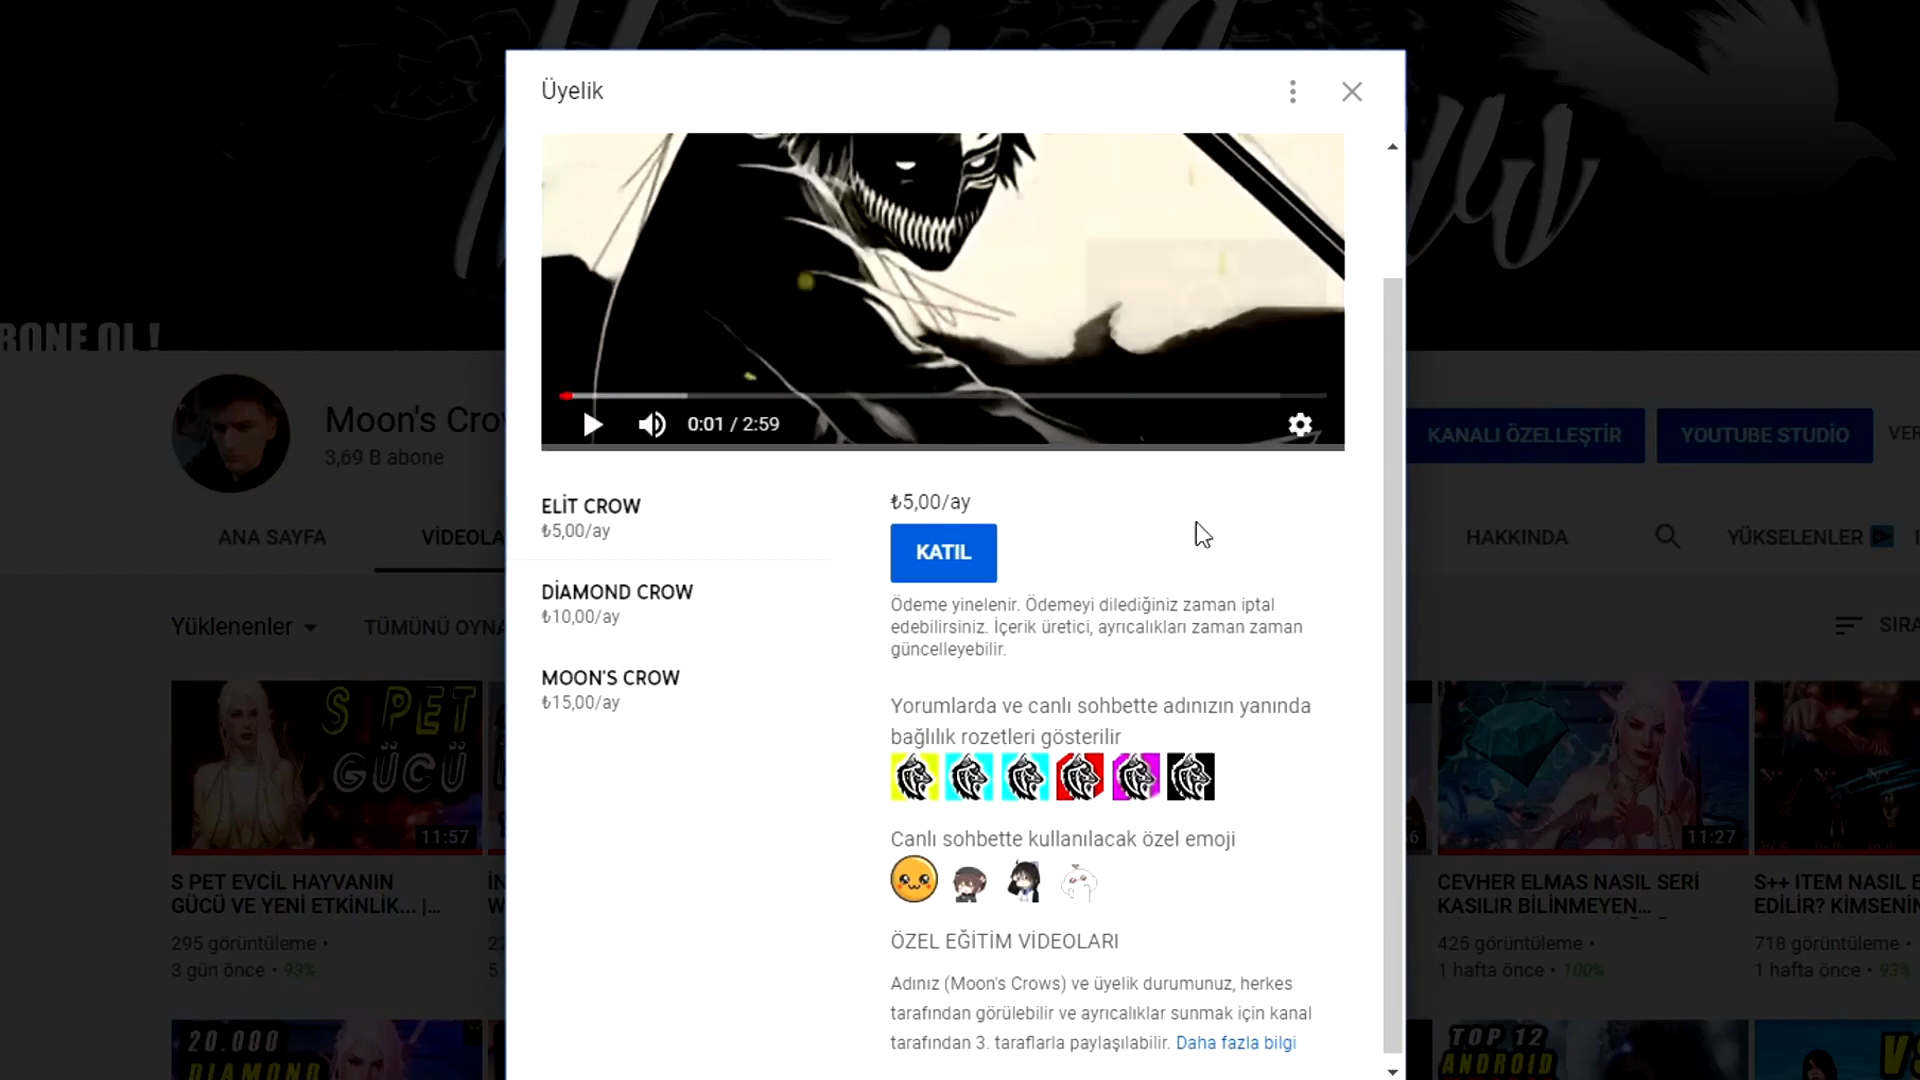 Üyelik
BONE OL !
0:01 / 2:59
Moon's Cro
3,69 B abone
KANALI ÖZELLEŞTİR
YOUTUBE STUDİO
VER
ANA SAYFA
VİDEOLA
HAKKINDA
YÜKSELENLER
ELİT CROW
₺5,00/ay
DİAMOND CROW
₺10,00/ay
MOON'S CROW
₺15,00/ay
₺5,00/ay
KATIL
Ödeme yinelenir. Ödemeyi dilediğiniz zaman iptal
edebilirsiniz. İçerik üretici, ayrıcalıkları zaman zaman
güncelleyebilir.
Yorumlarda ve canlı sohbette adınızın yanında
bağlılık rozetleri gösterilir
Canlı sohbette kullanılacak özel emoji
ÖZEL EĞİTİM VİDEOLARI
Adınız (Moon's Crows) ve üyelik durumunuz, herkes
tarafından görülebilir ve ayrıcalıklar sunmak için kanal
tarafından 3. taraflarla paylaşılabilir. Daha fazla bilgi
Yüklenenler
TÜMÜNÜ OYNA
SIRA
S PET
GÜCÜ
11:57
S PET EVCİL HAYVANIN
GÜCÜ VE YENİ ETKİNLİK... |...
295 görüntüleme •
3 gün önce • 93%
11:27
CEVHER ELMAS NASIL SERİ
KASILIR BİLİNMEYEN...
425 görüntüleme •
1 hafta önce • 100%
S++ ITEM NASIL E
EDİLİR? KİMSENİN
718 görüntüleme •
1 hafta önce • 93%
20.000
DIAMOND
TOP 12
ANDROID